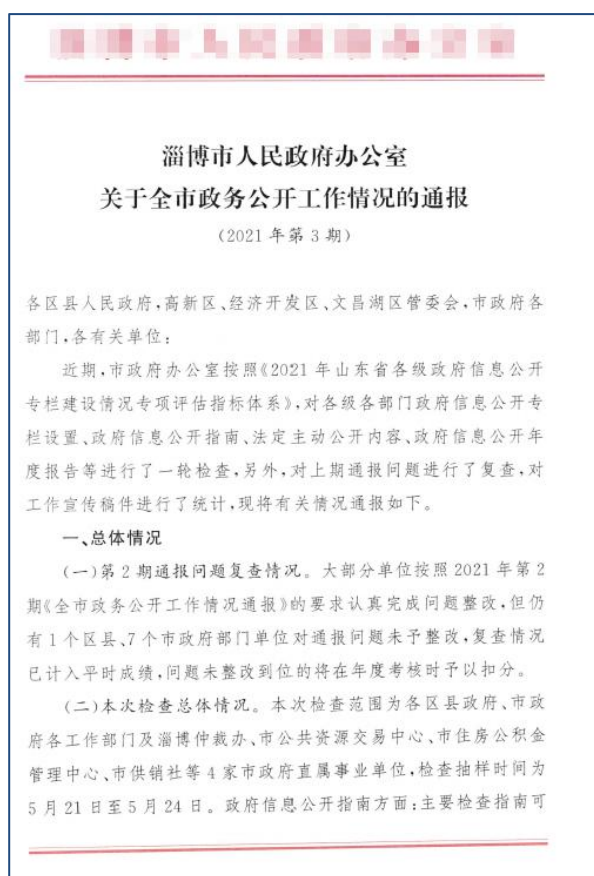 淄博市人民政府办公室
关于全市政务公开工作情况的通报
(2021年第3期)
各区县人民政府,高新区、经济开发区、文昌湖区管委会,市政府各
部门,各有关单位:
近期,市政府办公室按照《2021年山东省各级政府信息公开
专栏建设情况专项评估指标体系》,对各级各部门政府信息公开专
栏设置、政府信息公开指南、法定主动公开内容、政府信息公开年
度报告等进行了一轮检查,另外,对上期通报问题进行了复查,对
工作宣传稿件进行了统计,现将有关情况通报如下。
一、总体情况
(一)第2期通报问题复查情况。大部分单位按照2021年第2
期《全市政务公开工作情况通报》的要求认真完成问题整改,但仍
有1个区县、7个市政府部门单位对通报问题未予整改,复查情况
已计入平时成绩,问题未整改到位的将在年度考核时予以扣分。
(二)本次检查总体情况。本次检查范围为各区县政府、市政
府各工作部门及淄博仲裁办、市公共资源交易中心、市住房公积金
管理中心、市供销社等4家市政府直属事业单位,检查抽样时间为
5月21日至5月24日。政府信息公开指南方面:主要检查指南可